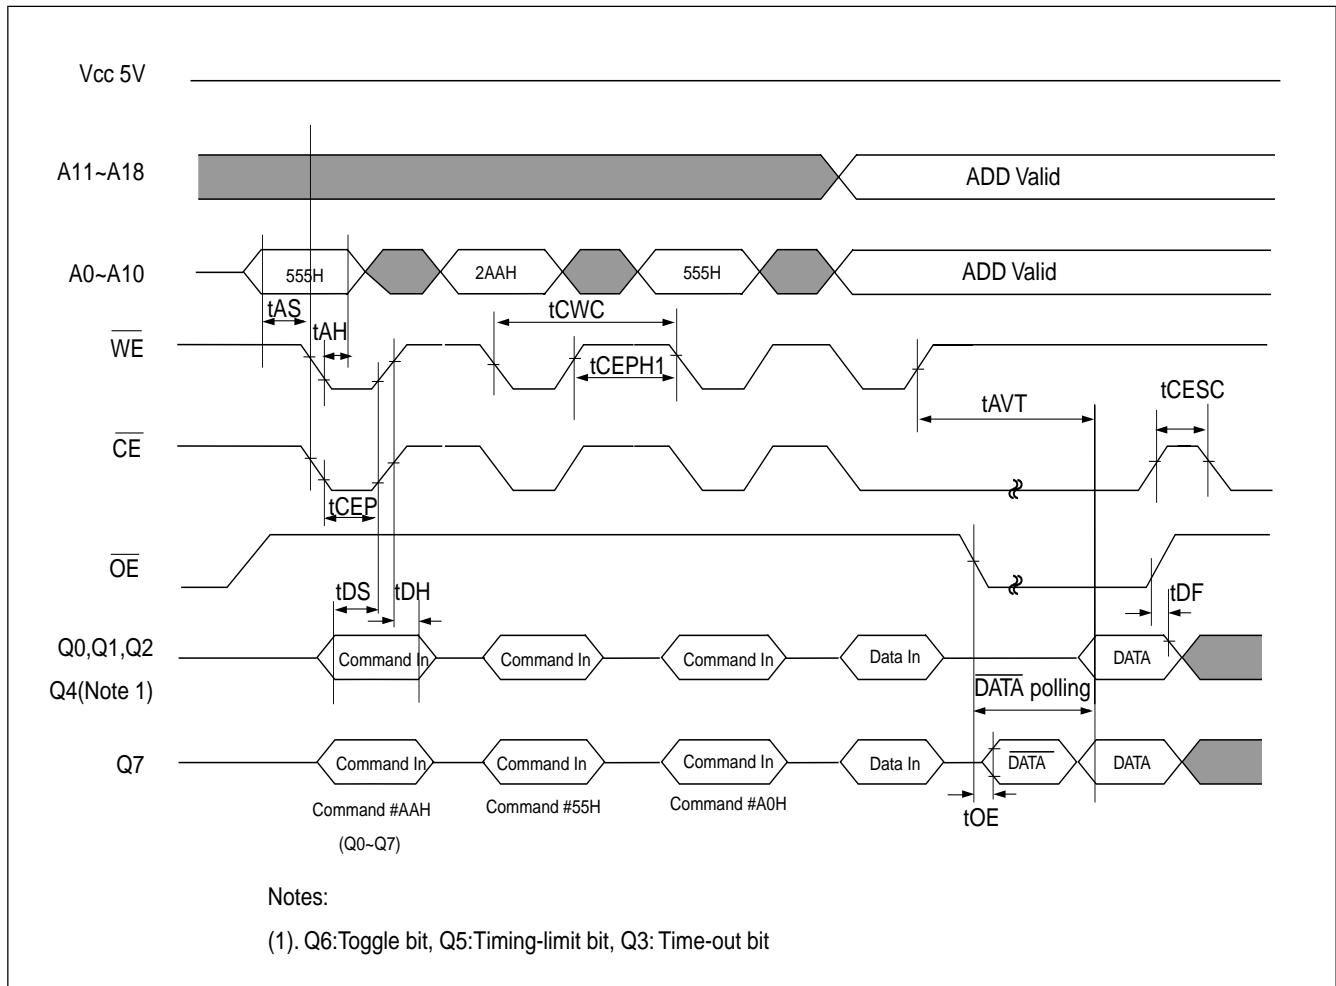 Vcc 5V
A11~A18
ADD Valid
A0~A10
555H
2AAH
555H
ADD Valid
tAS
tAH
tCWC
WE
tCEPH1
tAVT
tCESC
CE
tCEP
OE
tDS
tDH
tDF
Q0,Q1,Q2
Command In
Command In
Command In
Data In
DATA
Q4(Note 1)
DATA polling
Q7
Command In
Command In
Command In
Data In
DATA
DATA
Command #AAH
Command #55H
Command #A0H
tOE
(Q0~Q7)
Notes:
(1). Q6:Toggle bit, Q5:Timing-limit bit, Q3: Time-out bit